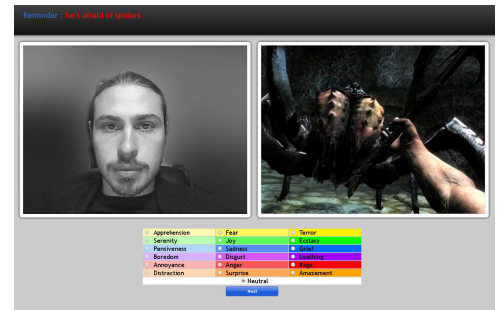 Reminder : He's afraid of spiders
Apprehension Fear Terror
Serenity Joy Ecstasy
Pensiveness Sadness Grief
Boredom Disgust Loathing
Annoyance Anger Rage
Distraction Surprise Amazement
Neutral
Next